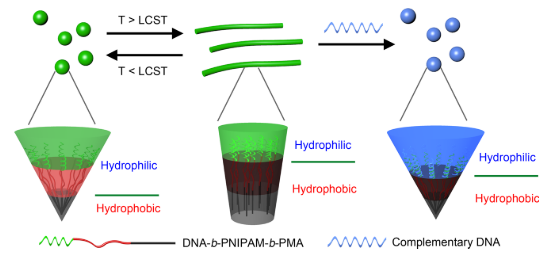 T > LCST
T < LCST
Hydrophilic
Hydrophobic
Hydrophilic
Hydrophobic
Hydrophilic
Hydrophobic
DNA-b-PNIPAM-b-PMA
Complementary DNA